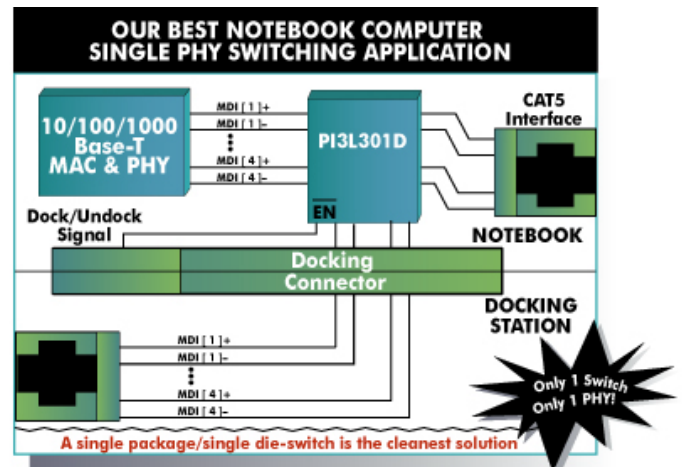 OUR BEST NOTEBOOK COMPUTER
SINGLE PHY SWITCHING APPLICATION
10/100/1000
Base-T
MAC & PHY
MDI [ 1 ]+
MDI [ 1 ]–
MDI [ 4 ]+
MDI [ 4 ]–
PI3L301D
EN
CAT5
Interface
Dock/Undock
Signal
NOTEBOOK
Docking
Connector
DOCKING
STATION
MDI [ 1 ]+
MDI [ 1 ]–
MDI [ 4 ]+
MDI [ 4 ]–
Only 1 Switch
Only 1 PHY!
A single package/single die-switch is the cleanest solution